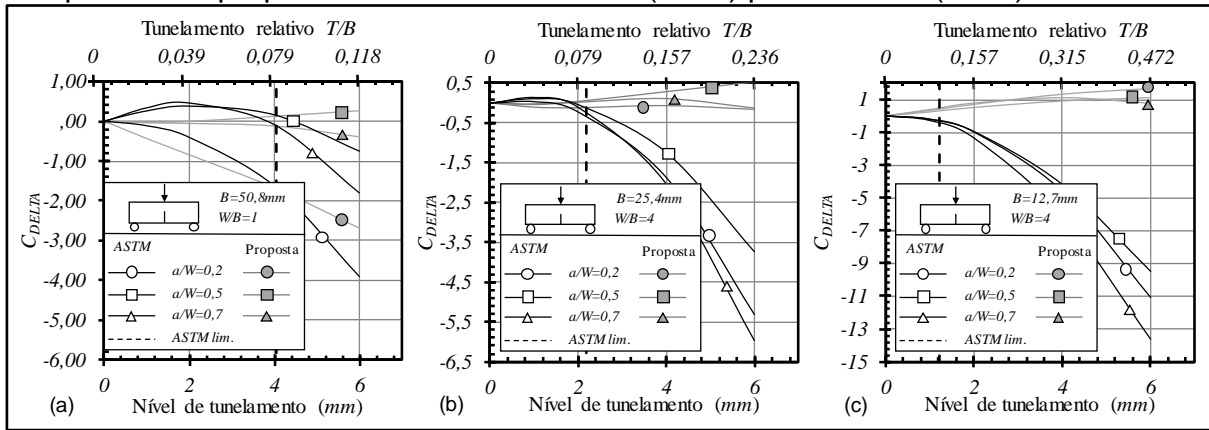 Tunelamento relativo T/B
0 0,039 0,079 0,118
1,00
,00
-1,00
-2,00
-3,00
-4,00
-5,00
-6,00
C_DELTA
B=50,8mm
W/B=1
ASTM Proposta
a/W=0,2
a/W=0,5
a/W=0,7
ASTM lim.
0 2 4 6
(a) Nível de tunelamento (mm)
Tunelamento relativo T/B
0 0,079 0,157 0,236
0,5
-0,5
-1,5
-2,5
-3,5
-4,5
-5,5
-6,5
B=25,4mm
W/B=4
ASTM Proposta
a/W=0,2
a/W=0,5
a/W=0,7
ASTM lim.
0 2 4 6
(b) Nível de tunelamento (mm)
Tunelamento relativo T/B
0 0,157 0,315 0,472
1
-1
-3
-5
-7
-9
-11
-13
-15
B=12,7mm
W/B=4
ASTM Proposta
a/W=0,2
a/W=0,5
a/W=0,7
ASTM lim.
0 2 4 6
(c) Nível de tunelamento (mm)